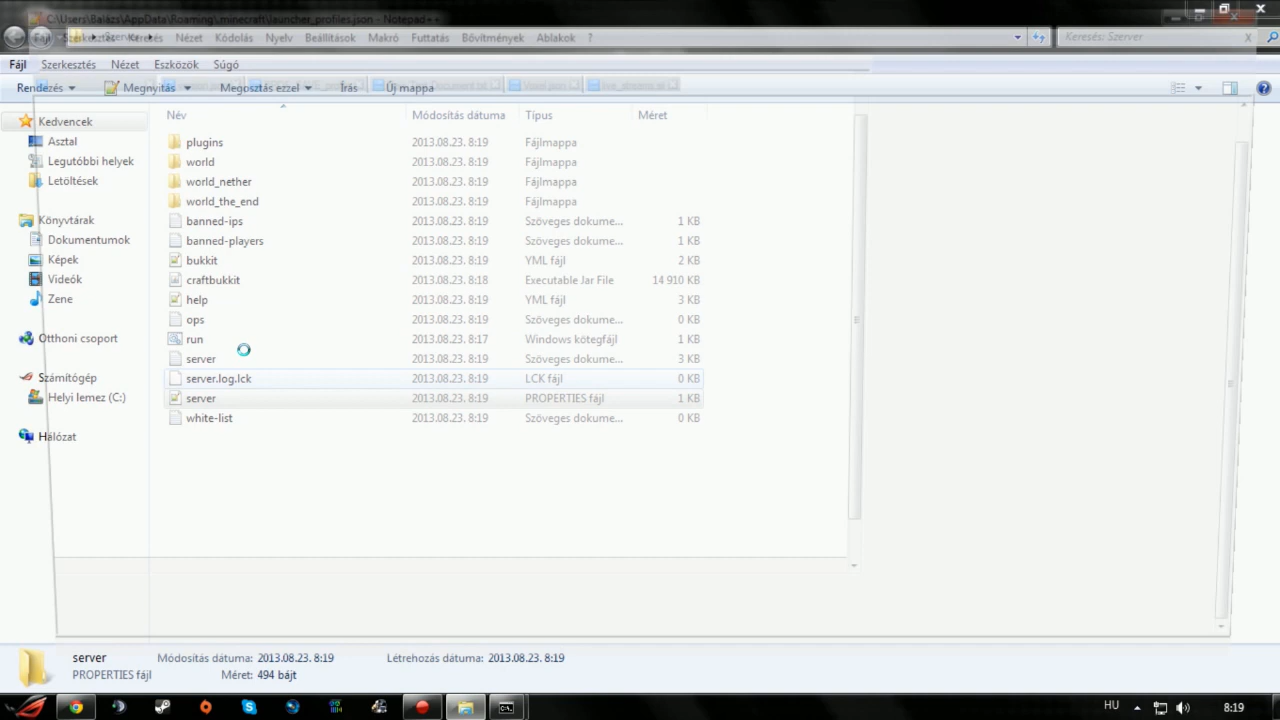 C:\Users\Balázs\AppData\Roaming\.minecraft\launcher_profiles.json - Notepad++
Fájl Szerkesztés Keresés Nézet Kódolás Nyelv Beállítások Makró Futtatás Bővítmények Ablakok ?
Szerver
Keresés: Szerver
X
Fájl Szerkesztés Nézet Eszközök Súgó
Rendezés Megnyitás Megosztás ezzel Írás Új mappa
Név Módosítás dátuma Típus Méret
Kedvencek
Asztal
Legutóbbi helyek
Letöltések
Könyvtárak
Dokumentumok
Képek
Videók
Zene
Otthoni csoport
Számítógép
Helyi lemez (C:)
Hálózat
plugins 2013.08.23. 8:19 Fájlmappa
world 2013.08.23. 8:19 Fájlmappa
world_nether 2013.08.23. 8:19 Fájlmappa
world_the_end 2013.08.23. 8:19 Fájlmappa
banned-ips 2013.08.23. 8:19 Szöveges dokume... 1 KB
banned-players 2013.08.23. 8:19 Szöveges dokume... 1 KB
bukkit 2013.08.23. 8:19 YML fájl 2 KB
craftbukkit 2013.08.23. 8:18 Executable Jar File 14 910 KB
help 2013.08.23. 8:19 YML fájl 3 KB
ops 2013.08.23. 8:19 Szöveges dokume... 0 KB
run 2013.08.23. 8:17 Windows kötegfájl 1 KB
server 2013.08.23. 8:19 Szöveges dokume... 3 KB
server.log.lck 2013.08.23. 8:19 LCK fájl 0 KB
server 2013.08.23. 8:19 PROPERTIES fájl 1 KB
white-list 2013.08.23. 8:19 Szöveges dokume... 0 KB
server Módosítás dátuma: 2013.08.23. 8:19 Létrehozás dátuma: 2013.08.23. 8:19
PROPERTIES fájl Méret: 494 bájt
HU 8:19